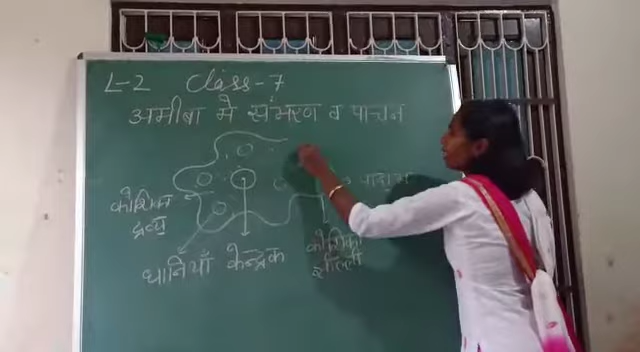 L-2 Class-7
अमीबा में संभरण व पाचन
कौशिका
द्रव्य
धानियाँ केन्द्रक
कौशिका
झिल्ली